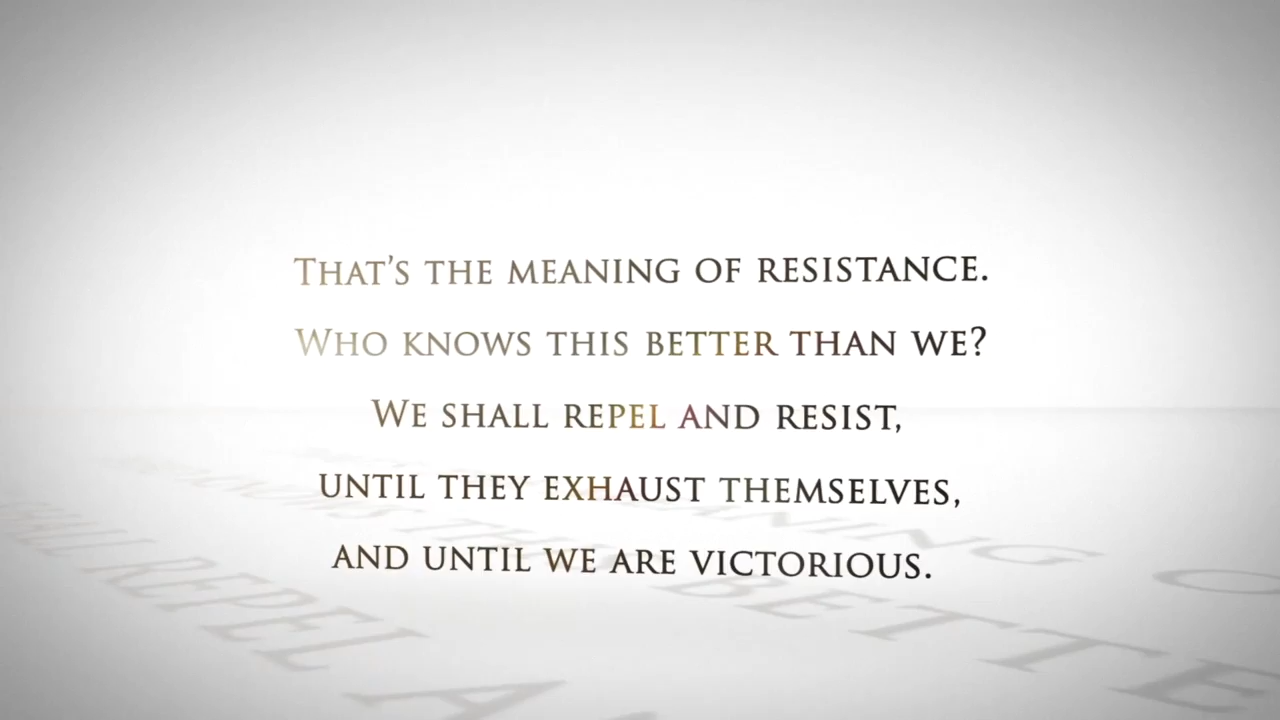 That's the meaning of resistance.
Who knows this better than we?
We shall repel and resist,
until they exhaust themselves,
and until we are victorious.